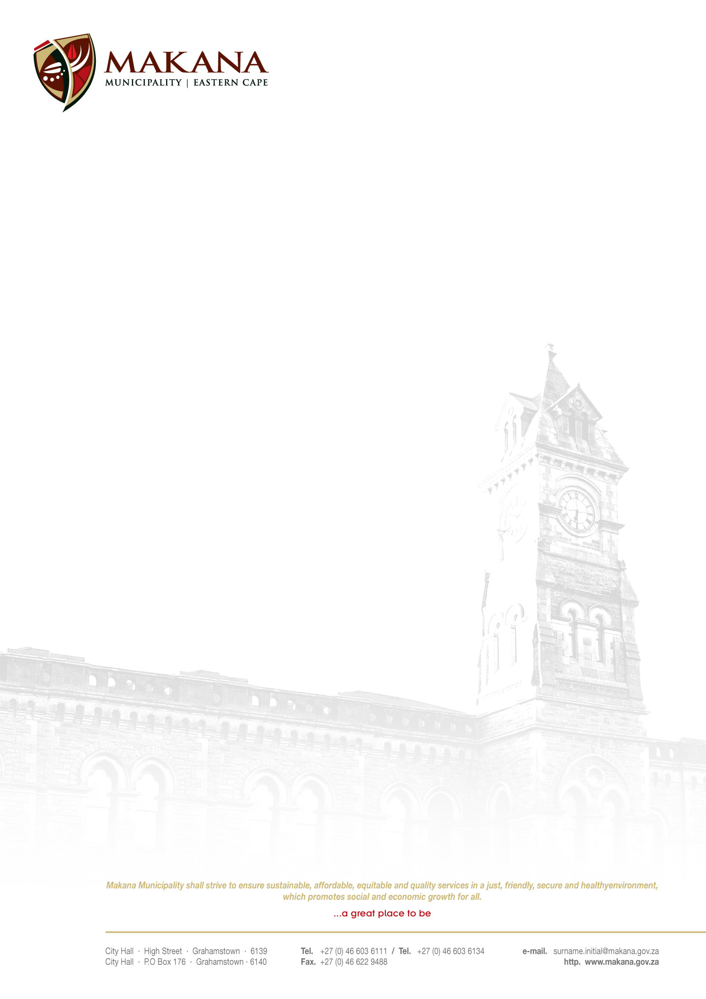 MAKANA
MUNICIPALITY | EASTERN CAPE
Makana Municipality shall strive to ensure sustainable, affordable, equitable and quality services in a just, friendly, secure and healthyenvironment,
which promotes social and economic growth for all.
...a great place to be
City Hall · High Street · Grahamstown · 6139
City Hall · P.O Box 176 · Grahamstown · 6140
Tel. +27 (0) 46 603 6111 / Tel. +27 (0) 46 603 6134
Fax. +27 (0) 46 622 9488
e-mail. surname.initial@makana.gov.za
http. www.makana.gov.za